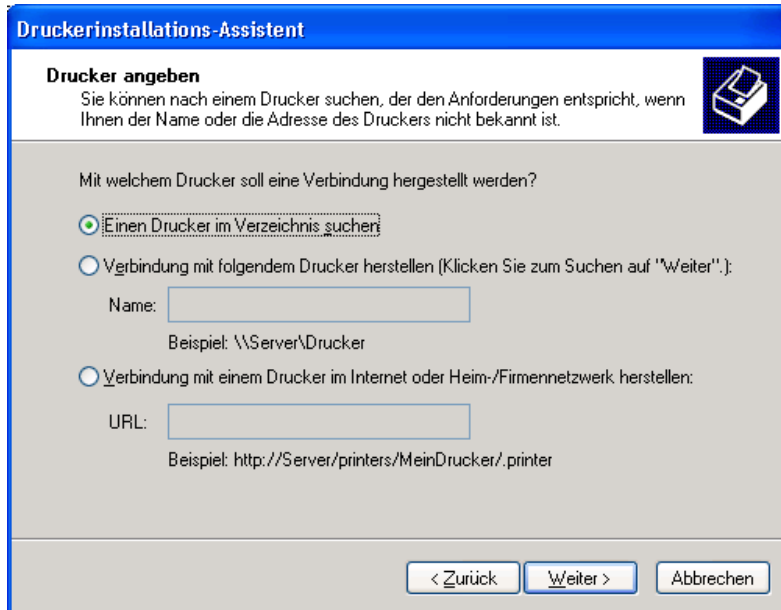 Druckerinstallations-Assistent
Drucker angeben
Sie können nach einem Drucker suchen, der den Anforderungen entspricht, wenn
Ihnen der Name oder die Adresse des Druckers nicht bekannt ist.
Mit welchem Drucker soll eine Verbindung hergestellt werden?
Einen Drucker im Verzeichnis suchen
Verbindung mit folgendem Drucker herstellen (Klicken Sie zum Suchen auf "Weiter".):
Name:
Beispiel: \\Server\Drucker
Verbindung mit einem Drucker im Internet oder Heim-/Firmennetzwerk herstellen:
URL:
Beispiel: http://Server/printers/MeinDrucker/.printer
< Zurück Weiter > Abbrechen